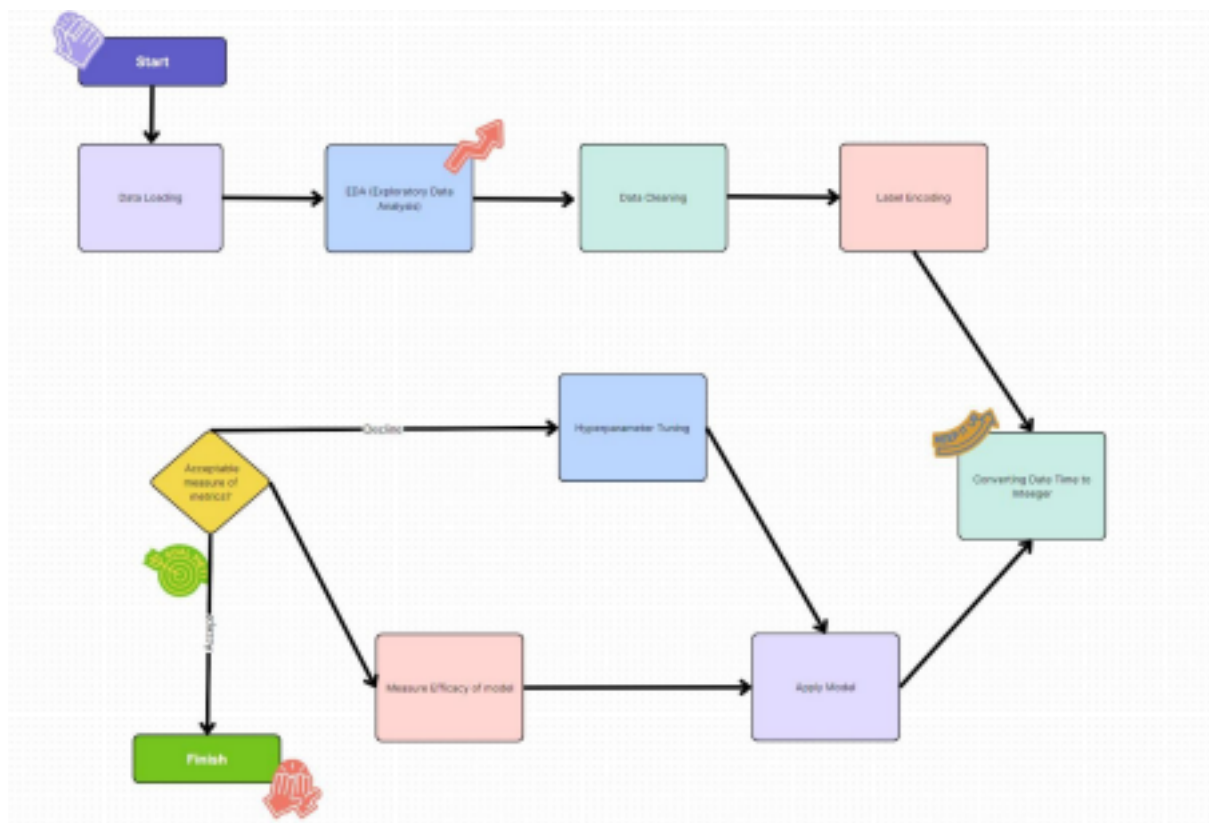 Start
Data Loading
EDA (Exploratory Data
Analysis)
Data Cleaning
Label Encoding
Decline
Hyperparameter Tuning
Acceptable
measure of
metrics?
Converting Date Time to
Integer
Accept
Measure Efficacy of model
Apply Model
Finish